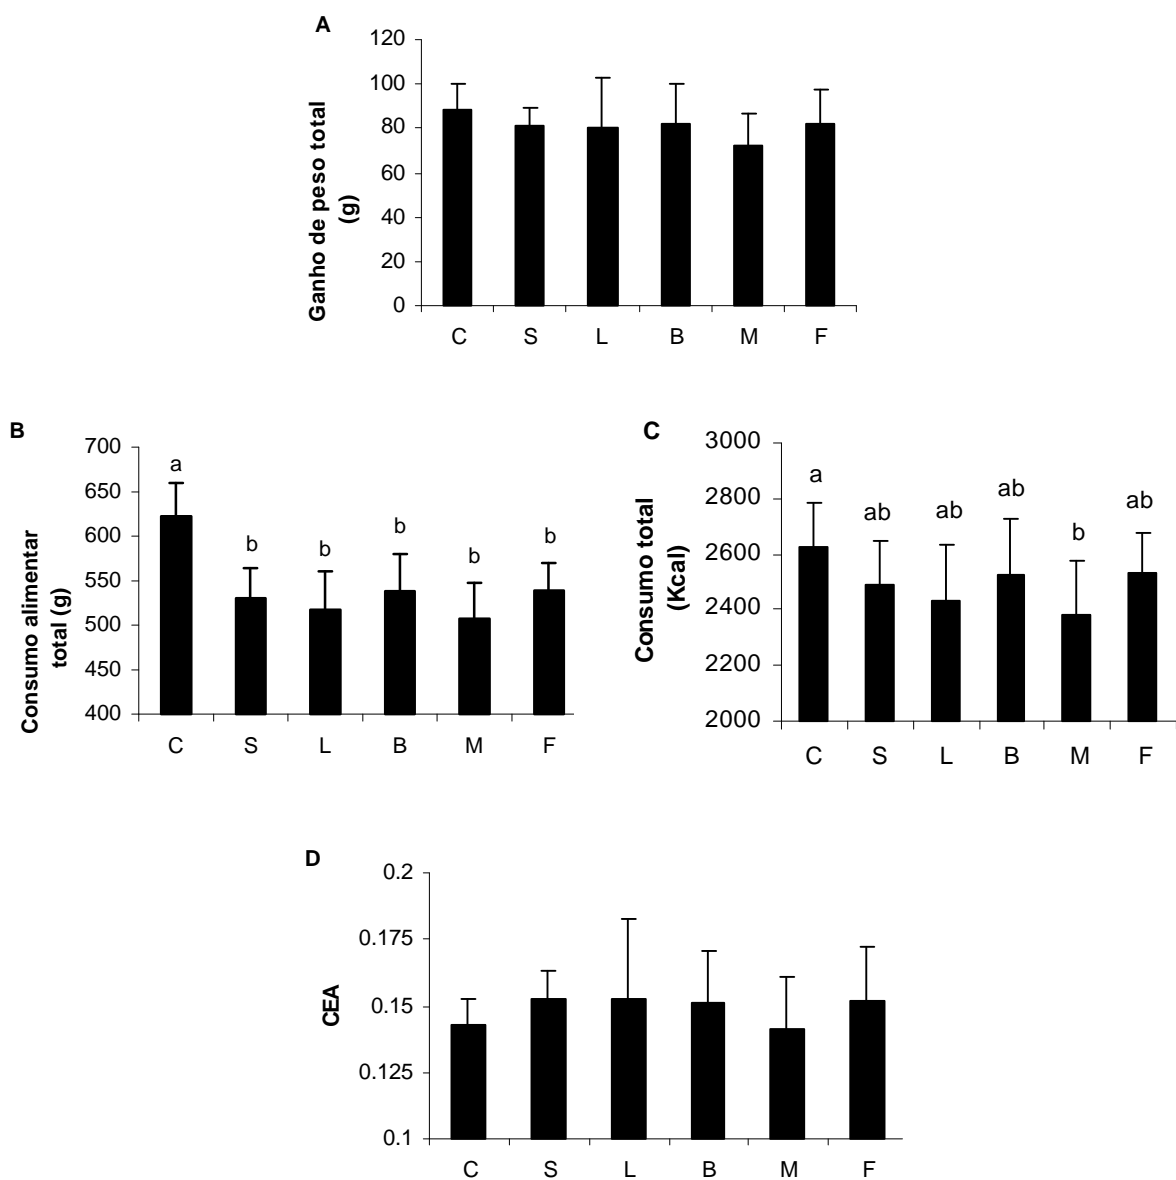 A
Ganho de peso total
(g)
120
100
80
60
40
20
0
C S L B M F
B
Consumo alimentar
total (g)
700
650
600
550
500
450
400
a b b b b b
C S L B M F
C
Consumo total
(Kcal)
3000
2800
2600
2400
2200
2000
a ab ab ab b ab
C S L B M F
D
CEA
0.2
0.175
0.15
0.125
0.1
C S L B M F